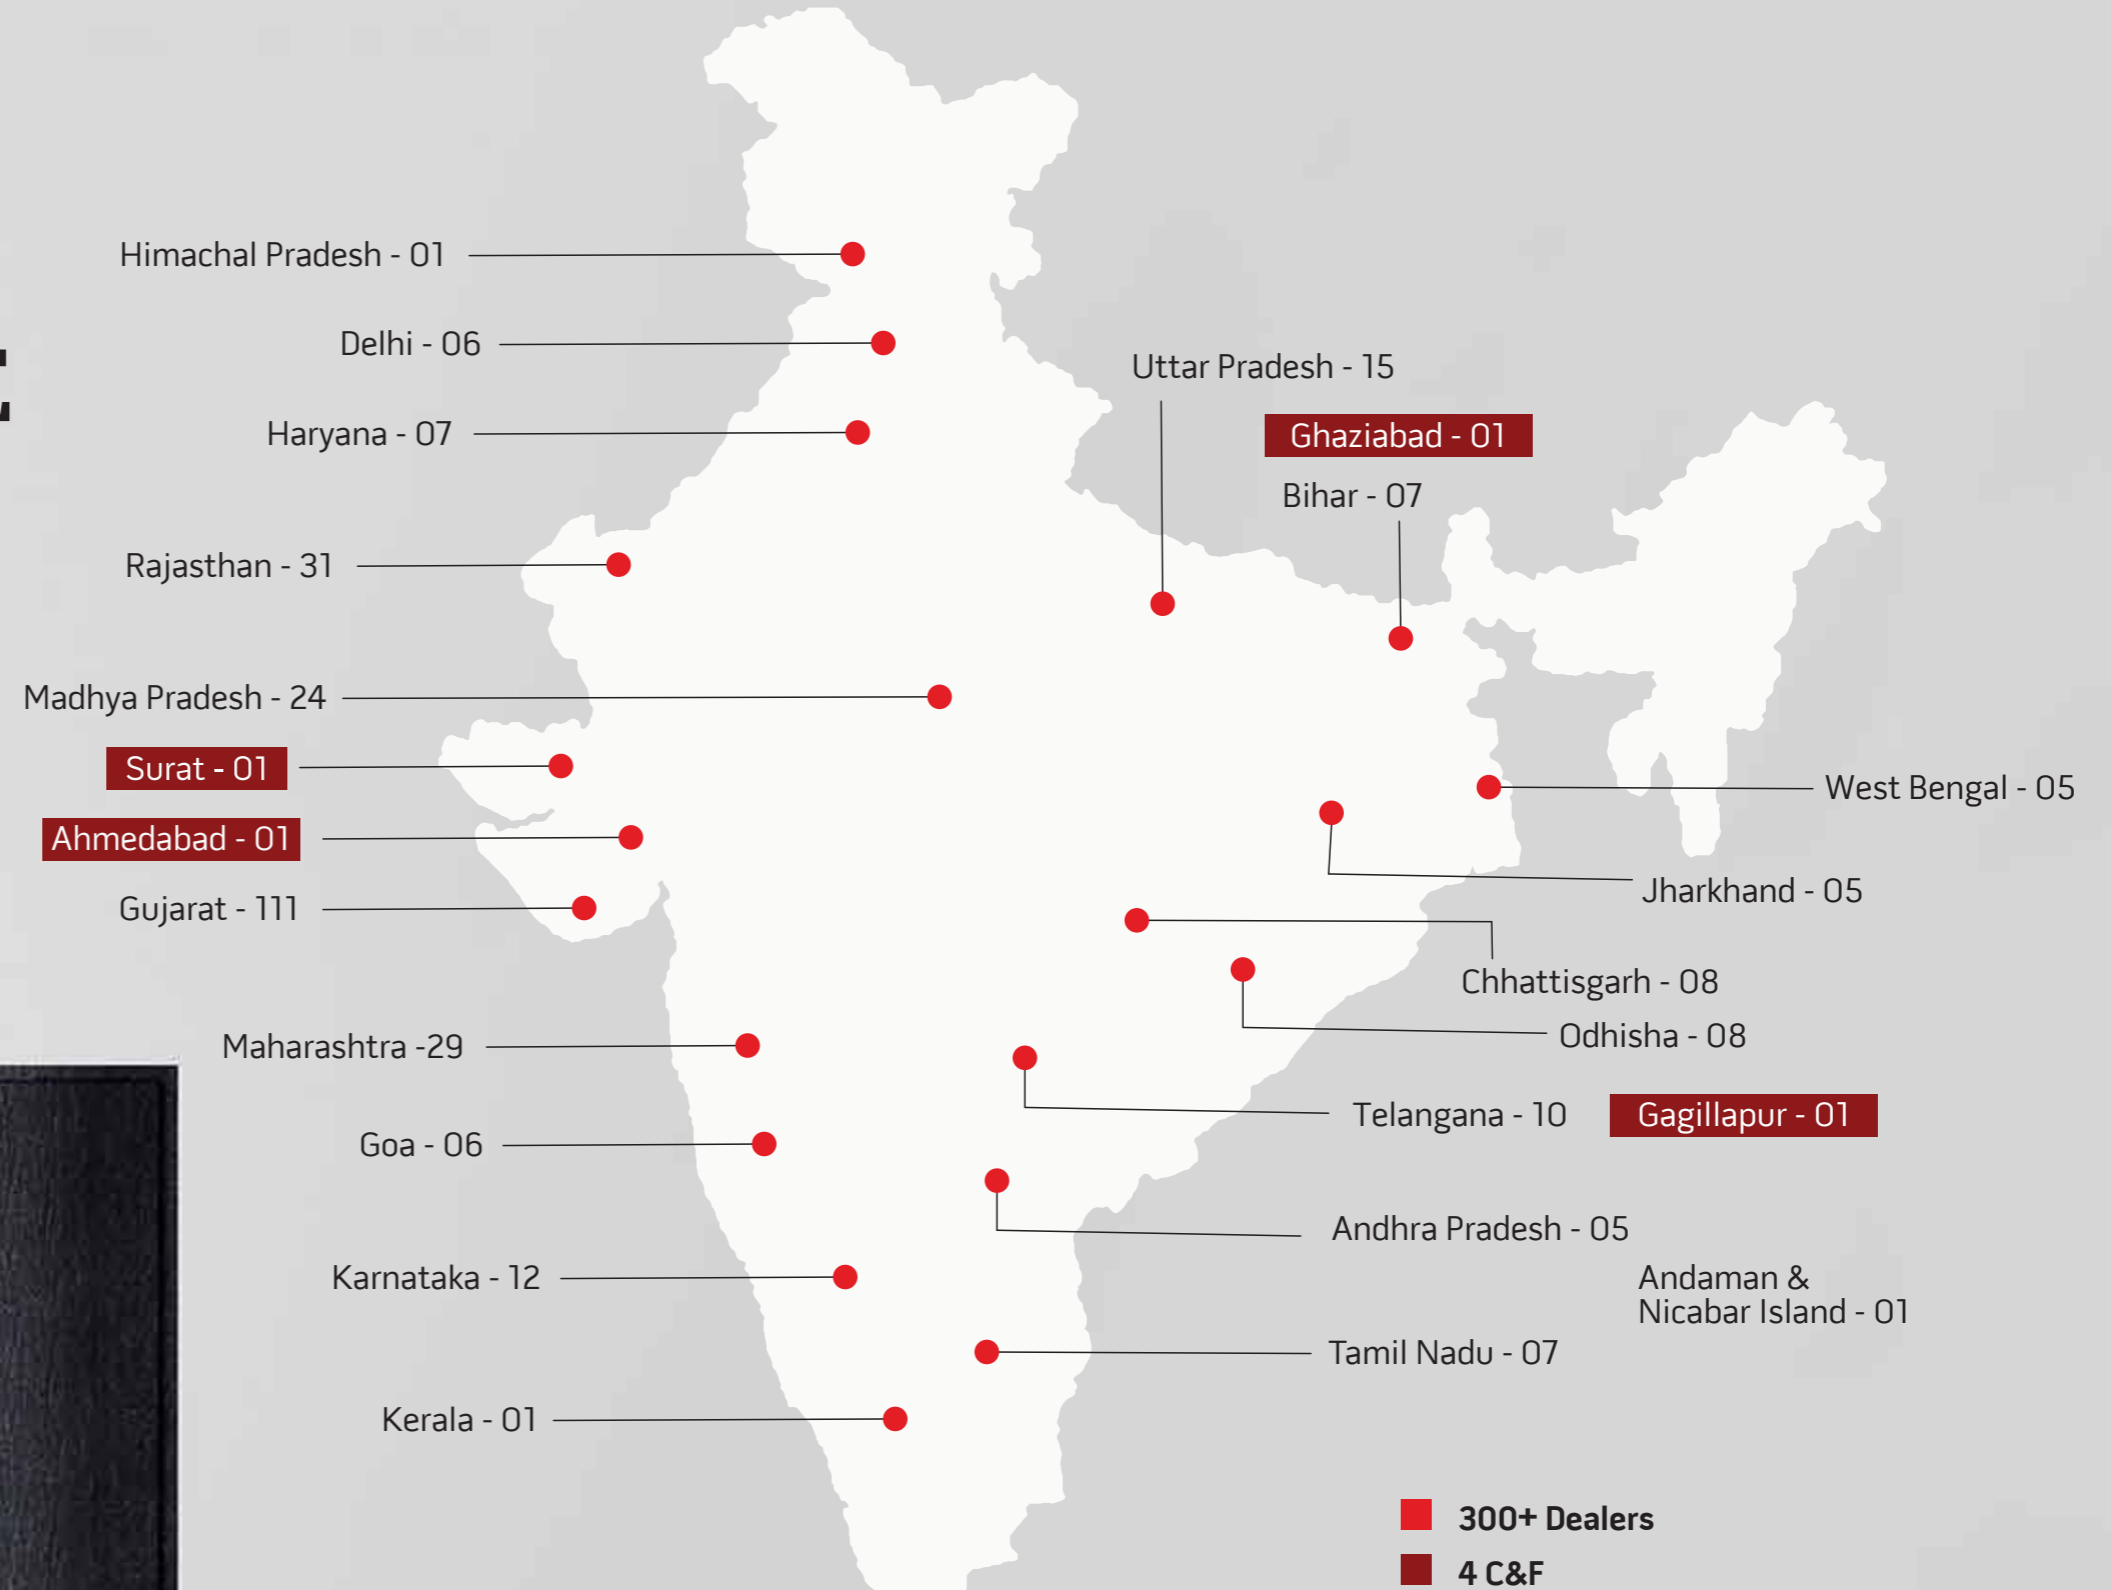 Himachal Pradesh - 01
Delhi - 06
Haryana - 07
Rajasthan - 31
Madhya Pradesh - 24
Surat - 01
Ahmedabad - 01
Gujarat - 111
Maharashtra -29
Goa - 06
Karnataka - 12
Kerala - 01
Uttar Pradesh - 15
Ghaziabad - 01
Bihar - 07
West Bengal - 05
Jharkhand - 05
Chhattisgarh - 08
Odhisha - 08
Telangana - 10
Gagillapur - 01
Andhra Pradesh - 05
Andaman &
Nicabar Island - 01
Tamil Nadu - 07
300+ Dealers
4 C&F